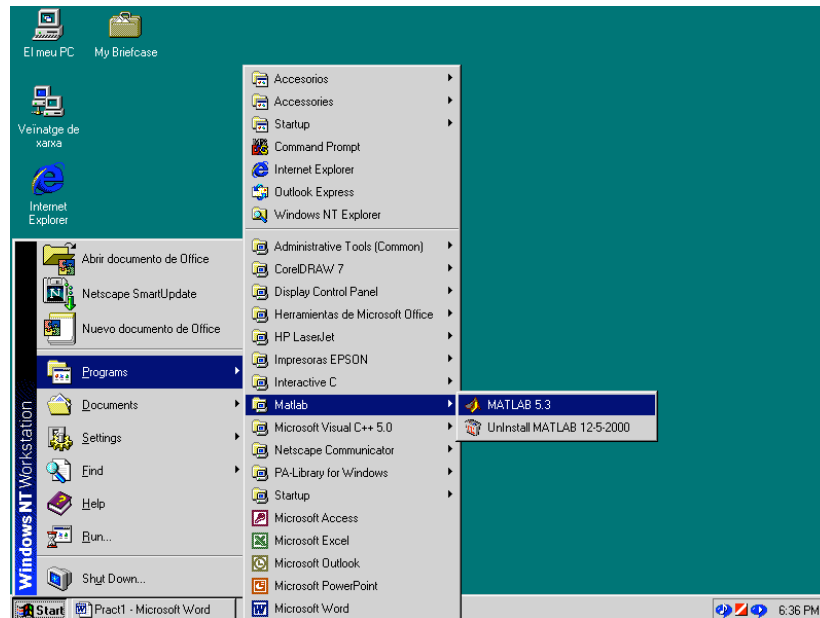 El meu PC
My Briefcase
Veïnatge de
xarxa
Internet
Explorer
Windows NT Workstation
Abrir documento de Office
Netscape SmartUpdate
Nuevo documento de Office
Programs
Documents
Settings
Find
Help
Run...
Shut Down...
Accesorios
Accessories
Startup
Command Prompt
Internet Explorer
Outlook Express
Windows NT Explorer
Administrative Tools (Common)
CorelDRAW 7
Display Control Panel
Herramientas de Microsoft Office
HP LaserJet
Impresoras EPSON
Interactive C
Matlab
Microsoft Visual C++ 5.0
Netscape Communicator
PA-Library for Windows
Startup
Microsoft Access
Microsoft Excel
Microsoft Outlook
Microsoft PowerPoint
Microsoft Word
MATLAB 5.3
UnInstall MATLAB 12-5-2000
Start
Pract1 - Microsoft Word
6:36 PM